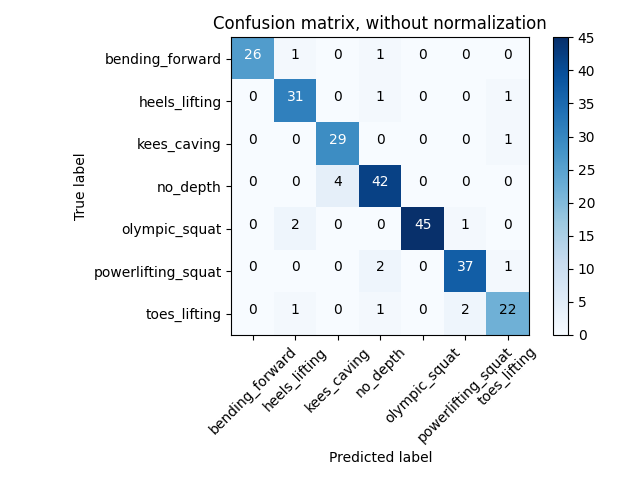 Confusion matrix, without normalization
True label
bending_forward 26 1 0 1 0 0 0
heels_lifting 0 31 0 1 0 0 1
kees_caving 0 0 29 0 0 0 1
no_depth 0 0 4 42 0 0 0
olympic_squat 0 2 0 0 45 1 0
powerlifting_squat 0 0 0 2 0 37 1
toes_lifting 0 1 0 1 0 2 22
bending_forward
heels_lifting
kees_caving
no_depth
olympic_squat
powerlifting_squat
toes_lifting
Predicted label
45
40
35
30
25
20
15
10
5
0